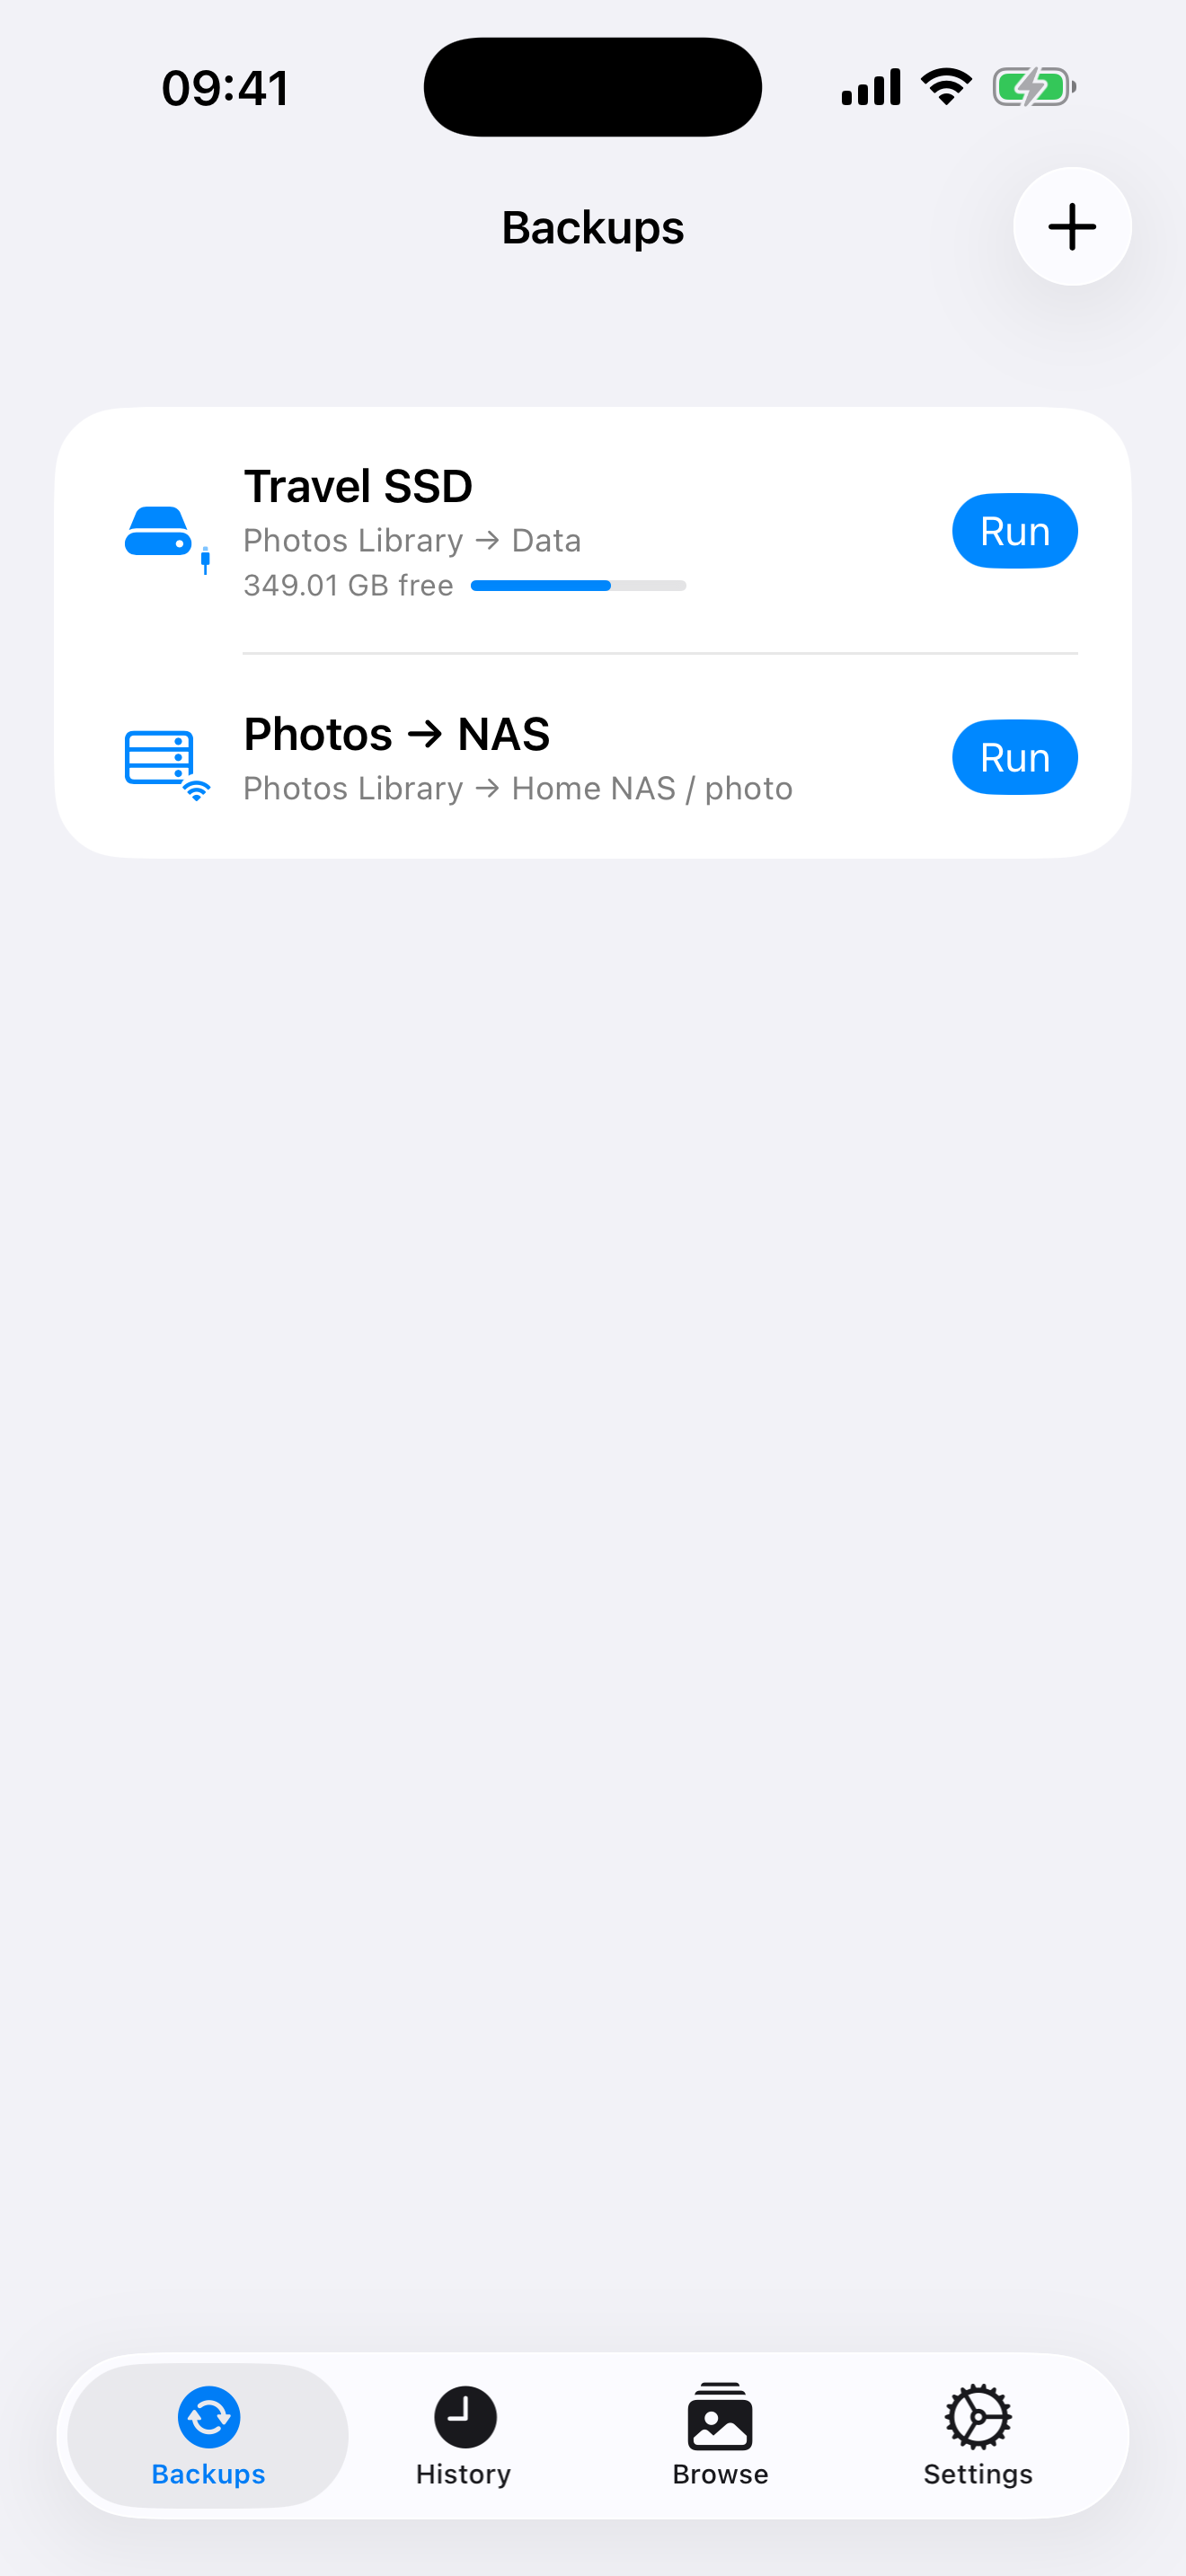 09:41
Backups
Travel SSD
Photos Library → Data
349.01 GB free
Run
Photos → NAS
Photos Library → Home NAS / photo
Run
Backups
History
Browse
Settings